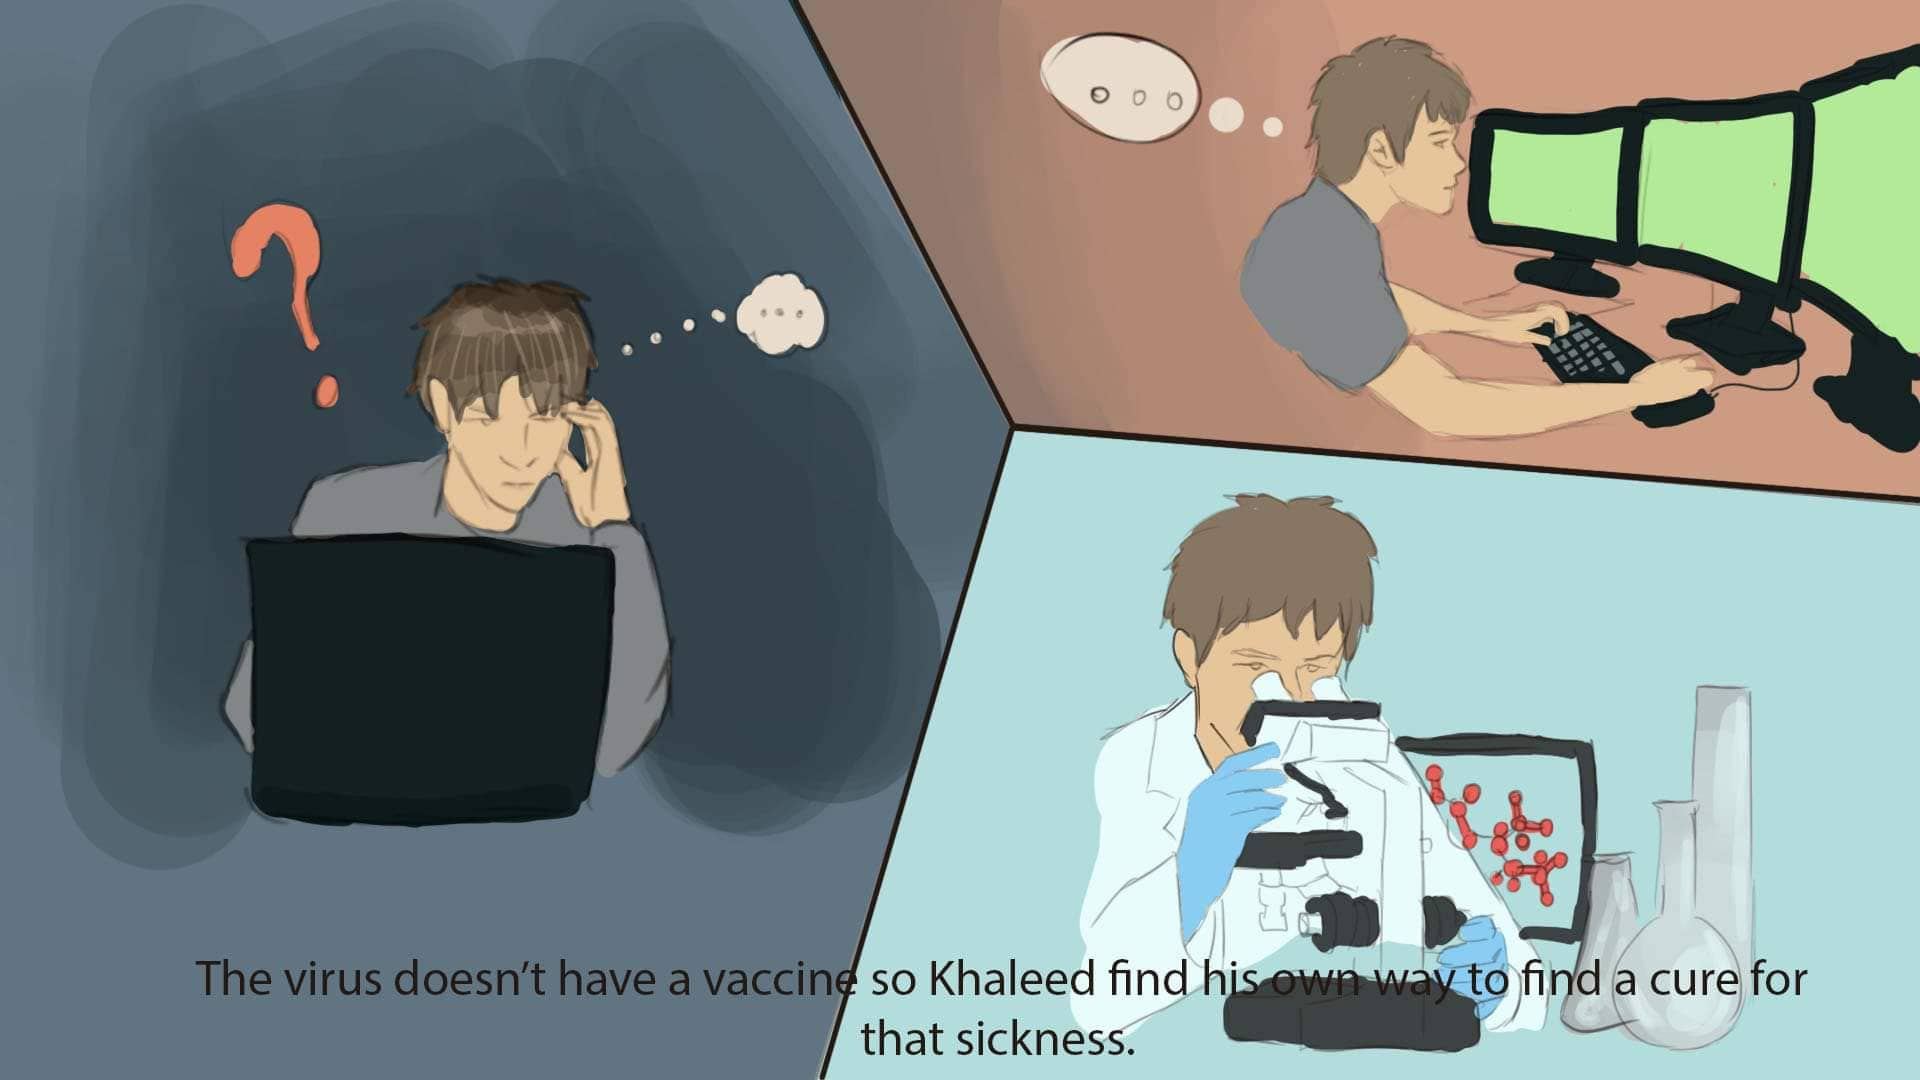 The virus doesn’t have a vaccine so Khaleed find his own way to find a cure for
that sickness.